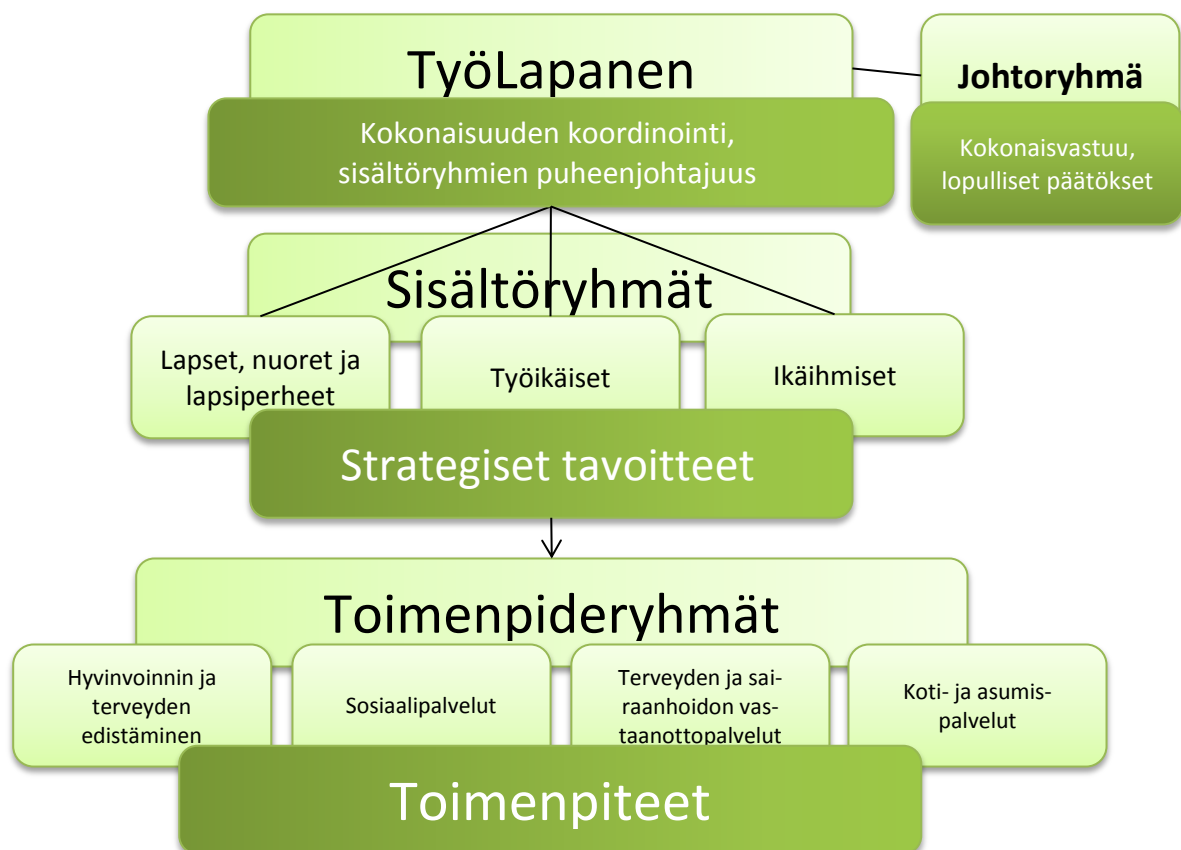 TyöLapanen
Kokonaisuuden koordinointi,
sisältöryhmien puheenjohtajuus
Johtoryhmä
Kokonaisvastuu,
lopulliset päätökset
Sisältöryhmät
Lapset, nuoret ja
lapsiperheet
Työikäiset
Ikäihmiset
Strategiset tavoitteet
Toimenpideryhmät
Hyvinvoinnin ja
terveyden
edistäminen
Sosiaalipalvelut
Terveyden ja sai-
raanhoidon vas-
taanottopalvelut
Koti- ja asumis-
palvelut
Toimenpiteet